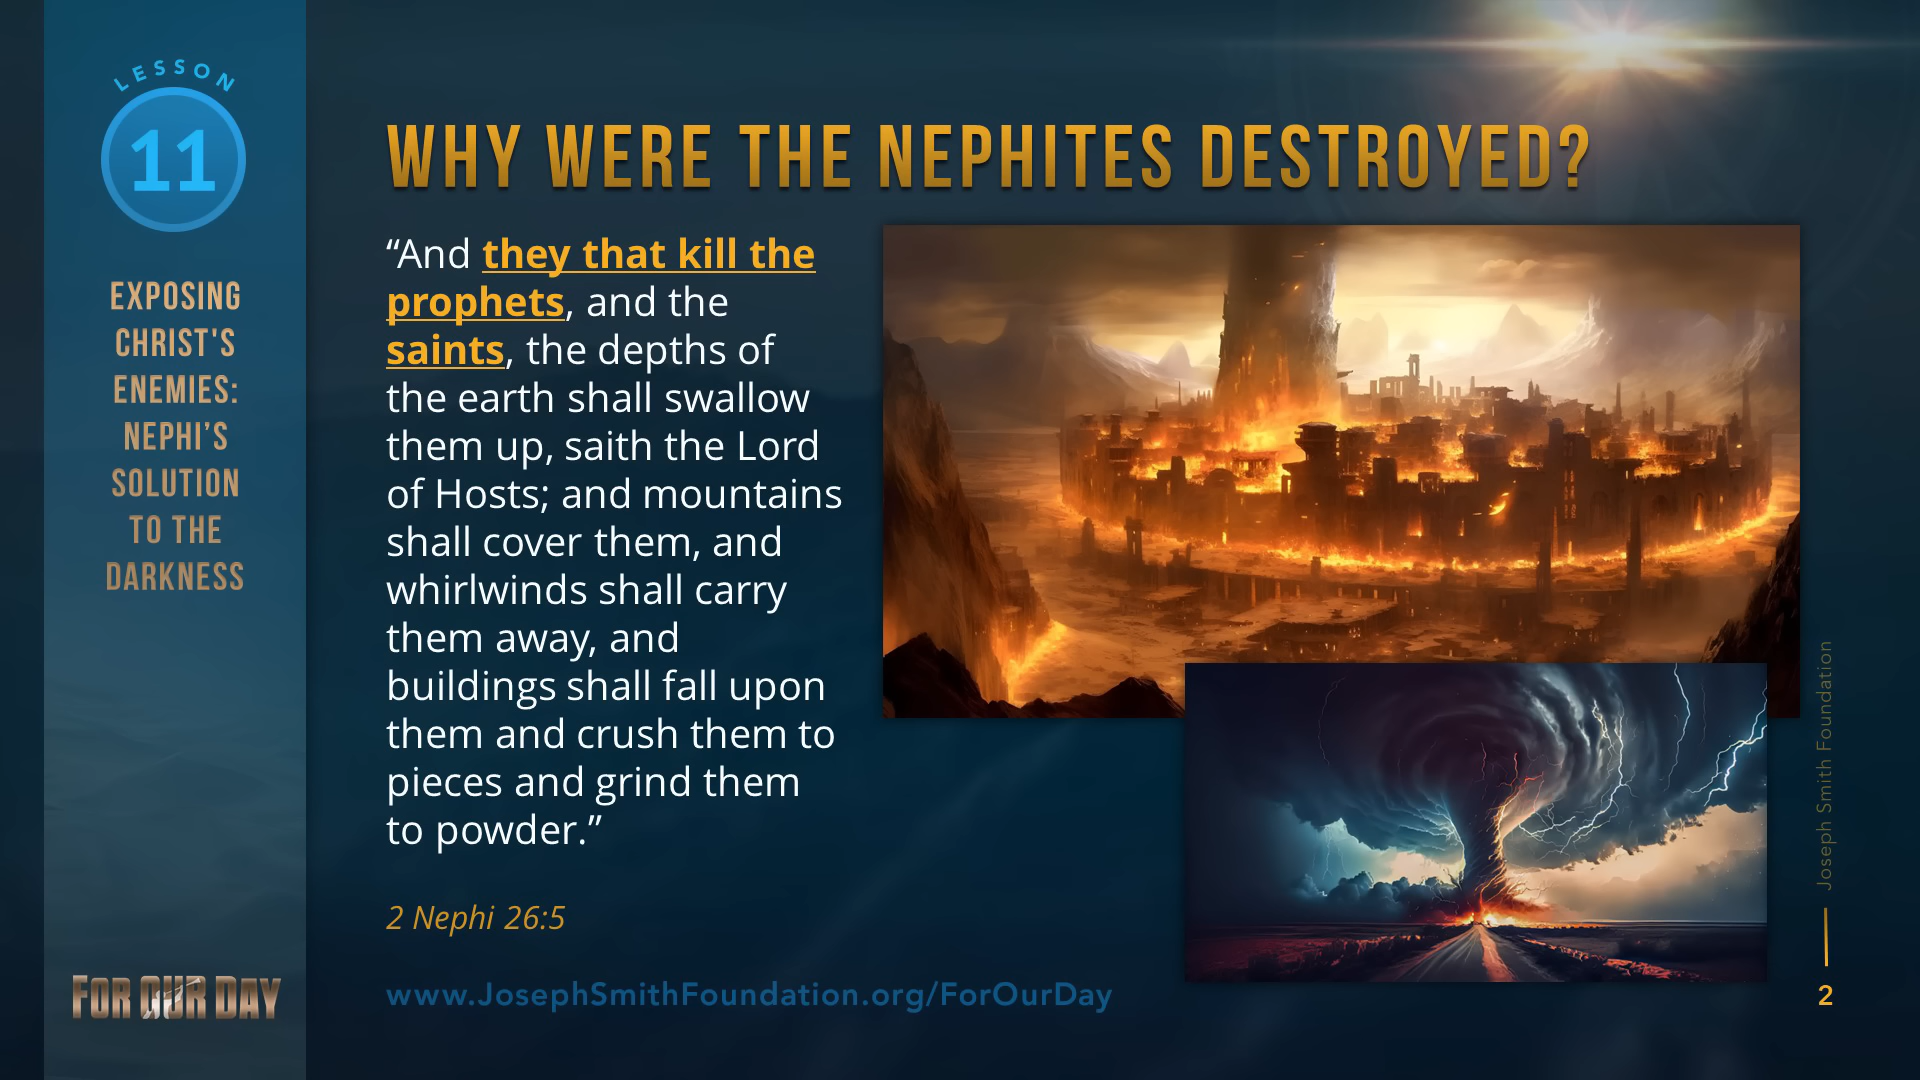 LESSON
11
EXPOSING
CHRIST'S
ENEMIES:
NEPHI’S
SOLUTION
TO THE
DARKNESS
FOR OUR DAY
WHY WERE THE NEPHITES DESTROYED?
“And they that kill the
prophets, and the
saints, the depths of
the earth shall swallow
them up, saith the Lord
of Hosts; and mountains
shall cover them, and
whirlwinds shall carry
them away, and
buildings shall fall upon
them and crush them to
pieces and grind them
to powder.”
2 Nephi 26:5
www.JosephSmithFoundation.org/ForOurDay
Joseph Smith Foundation
2